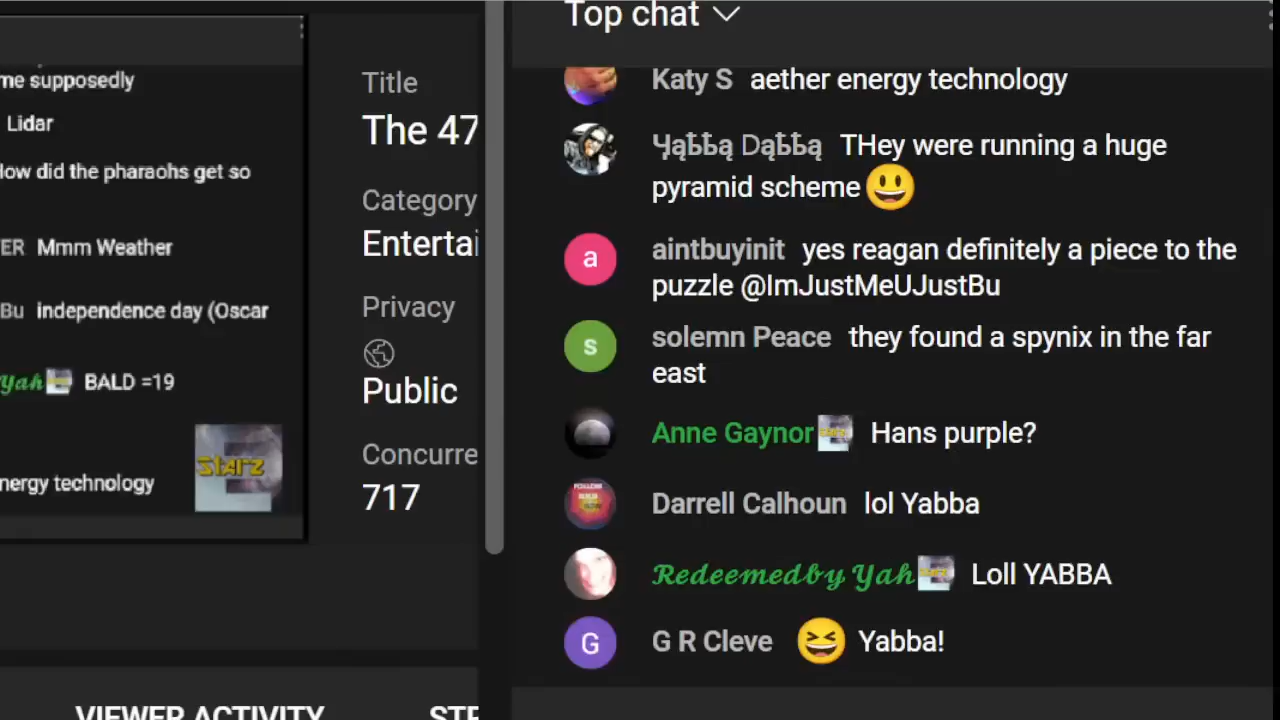 me supposedly
Lidar
How did the pharaohs get so
ER Mmm Weather
Bu independence day (Oscar
Yah BALD =19
STARZ
nergy technology
Title
The 47
Category
Entertai
Privacy
Public
Concurre
717
VIEWER ACTIVITY
STR
Top chat
Katy S aether energy technology
Ҹąҍҍą Dąҍҍą THey were running a huge
pyramid scheme😃
a aintbuyinit yes reagan definitely a piece to the
puzzle @ImJustMeUJustBu
s solemn Peace they found a spynix in the far
east
Anne Gaynor Hans purple?
Darrell Calhoun lol Yabba
𝓡𝓮𝓭𝓮𝓮𝓶𝓮𝓭𝓫𝔂 𝓨𝓪𝓱 Loll YABBA
G G R Cleve 😆 Yabba!